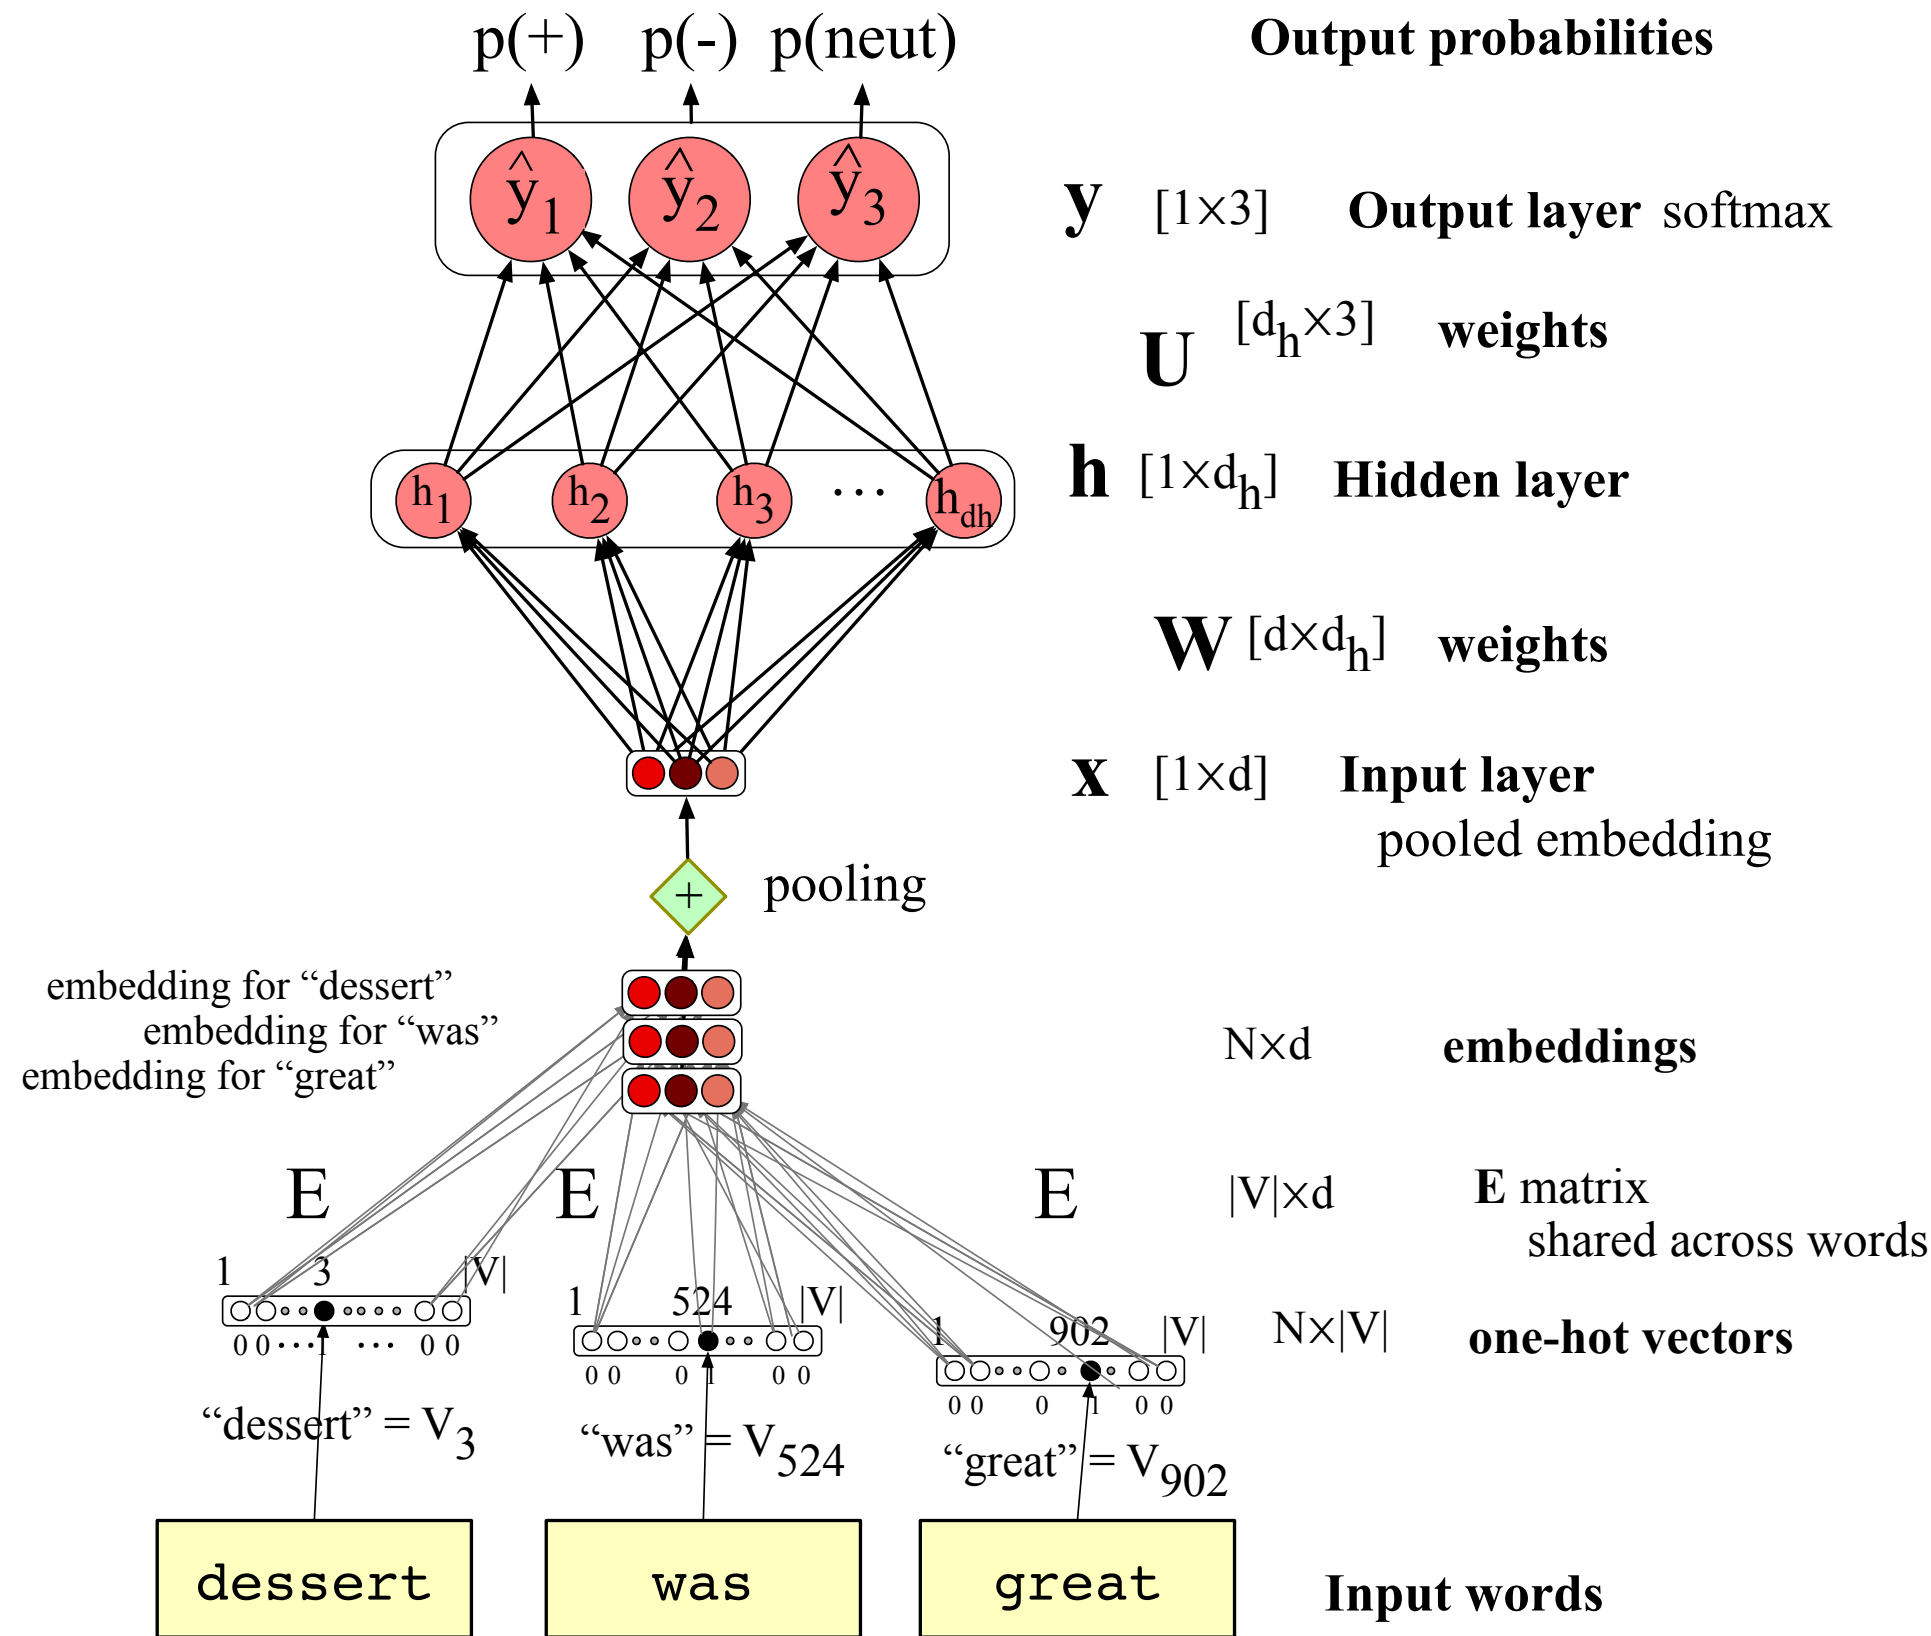 p(+) p(-) p(neut) Output probabilities
ŷ1 ŷ2 ŷ3 y [1×3] Output layer softmax
U [dh×3] weights
h1 h2 h3 ··· hdh h [1×dh] Hidden layer
W [d×dh] weights
x [1×d] Input layer
pooled embedding
+ pooling
embedding for “dessert”
embedding for “was”
embedding for “great”
N×d embeddings
E E E |V|×d E matrix
shared across words
1 3 |V|
0 0 ··· 1 ··· 0 0
1 524 |V|
0 0 0 1 0 0
1 902 |V|
0 0 0 1 0 0
N×|V| one-hot vectors
“dessert” = V3
“was” = V524
“great” = V902
dessert was great Input words